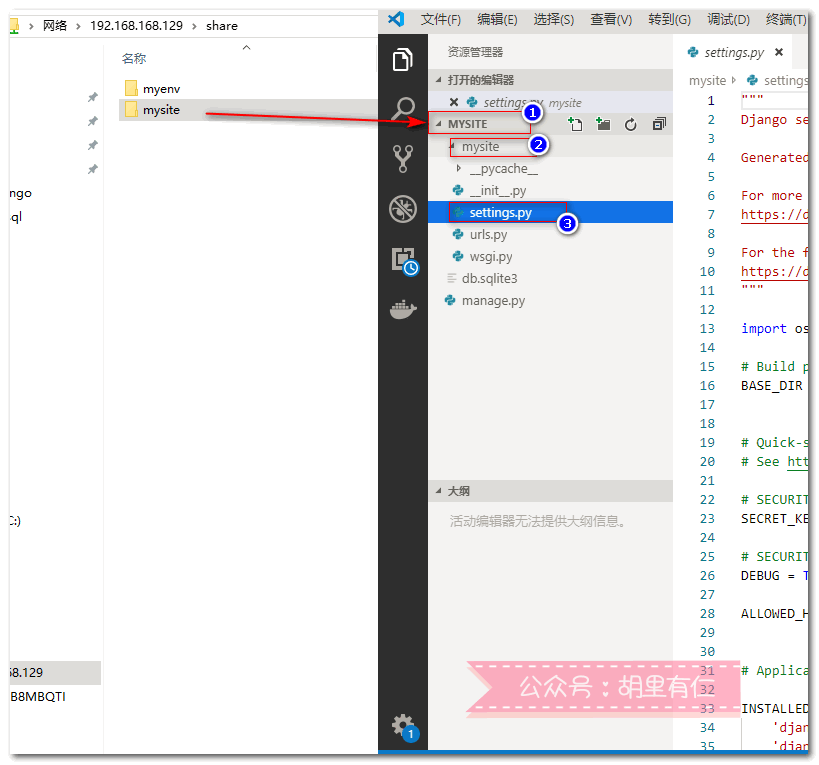 网络 > 192.168.168.129 > share
名称
myenv
mysite
ngo
ql
C:)
58.129
B8MBQTI
文件(F) 编辑(E) 选择(S) 查看(V) 转到(G) 调试(D) 终端(T)
资源管理器
打开的编辑器
settings.py mysite
MYSITE
1
mysite
2
__pycache__
__init__.py
settings.py
3
urls.py
wsgi.py
db.sqlite3
manage.py
大纲
活动编辑器无法提供大纲信息。
1
settings.py
mysite settings
1 """
2 Django se
3
4 Generated
5
6 For more
7 https://d
8
9 For the f
10 https://d
11 """
12
13 import os
14
15 # Build p
16 BASE_DIR
17
18
19 # Quick-s
20 # See htt
21
22 # SECURIT
23 SECRET_KE
24
25 # SECURIT
26 DEBUG = T
27
28 ALLOWED_H
29
30
31 # Applica
32
33 INSTALLED
34 'djan
35 'djan
公众号：胡里有位